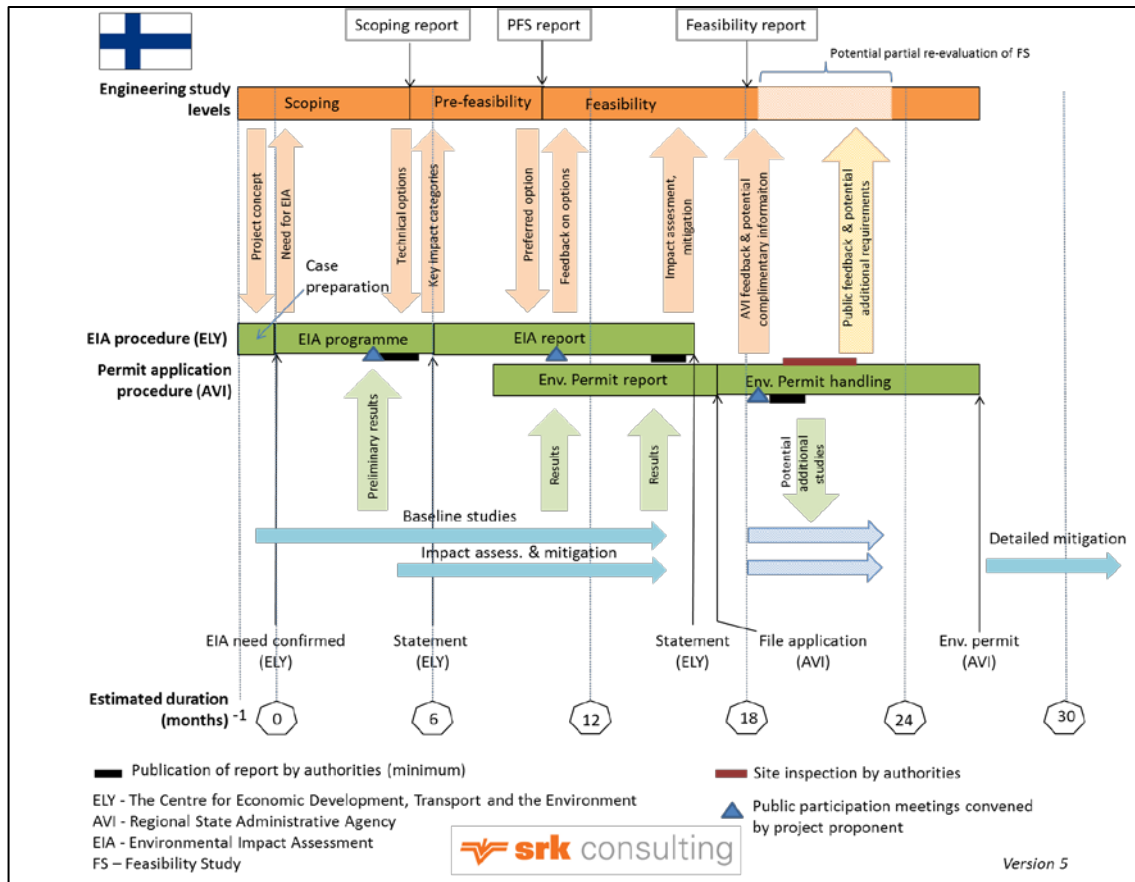 Scoping report
PFS report
Feasibility report
Potential partial re-evaluation of FS
Engineering study
levels
Scoping
Pre-feasibility
Feasibility
Project concept
Need for EIA
Technical options
Key impact categories
Preferred option
Feedback on options
Impact assesment,
mitigation
AVI feedback & potential
complimentary informaiton
Public feedback & potential
additional requirements
Case
preparation
EIA procedure (ELY)
EIA programme
EIA report
Permit application
procedure (AVI)
Env. Permit report
Env. Permit handling
Preliminary results
Results
Results
Potential
additional
studies
Baseline studies
Impact assess. & mitigation
Detailed mitigation
EIA need confirmed
(ELY)
Statement
(ELY)
Statement
(ELY)
File application
(AVI)
Env. permit
(AVI)
Estimated duration
(months)
-1
0
6
12
18
24
30
Publication of report by authorities (minimum)
Site inspection by authorities
ELY - The Centre for Economic Development, Transport and the Environment
AVI - Regional State Administrative Agency
EIA - Environmental Impact Assessment
FS – Feasibility Study
Public participation meetings convened
by project proponent
srk consulting
Version 5